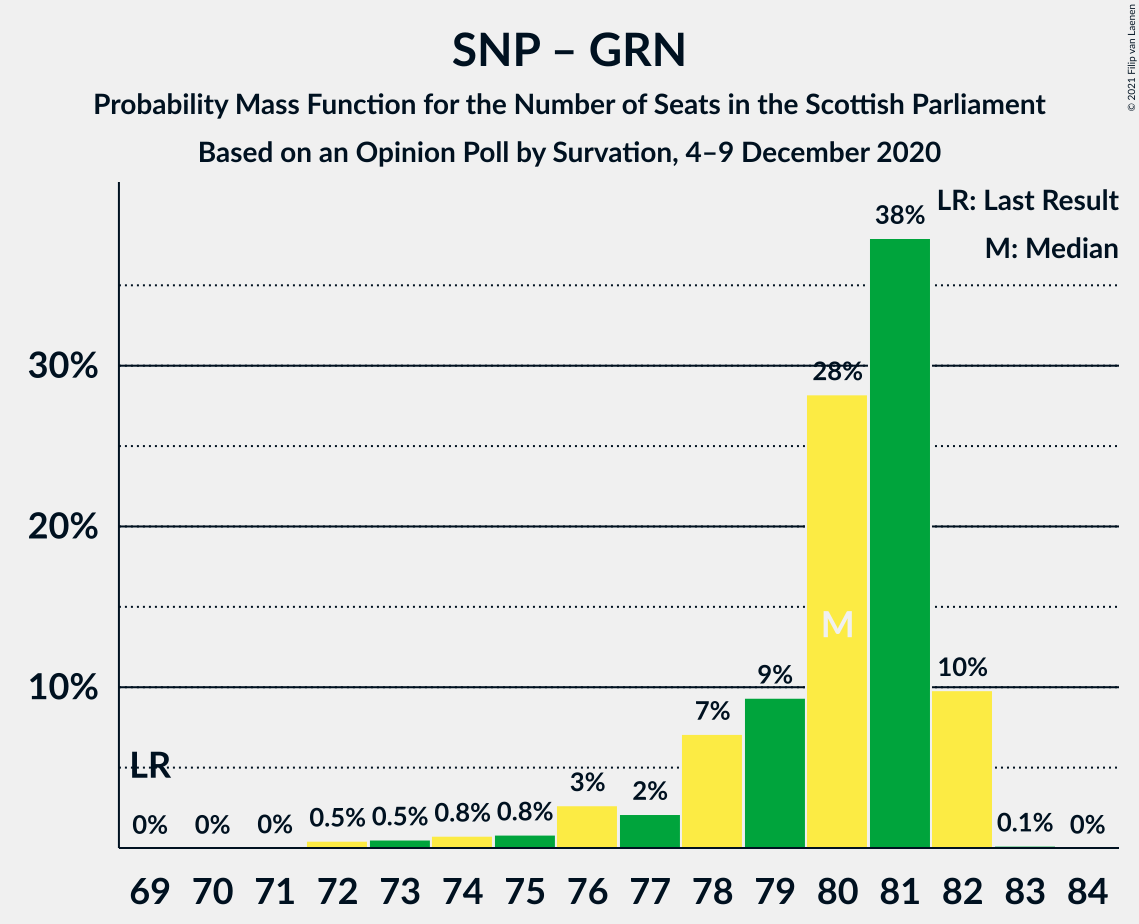 SNP – GRN
Probability Mass Function for the Number of Seats in the Scottish Parliament
Based on an Opinion Poll by Survation, 4–9 December 2020
© 2021 Filip van Laenen
LR: Last Result
M: Median
30%
20%
10%
LR
0% 0% 0% 0.5% 0.5% 0.8% 0.8% 3% 2% 7% 9% 28% 38% 10% 0.1% 0%
M
69 70 71 72 73 74 75 76 77 78 79 80 81 82 83 84